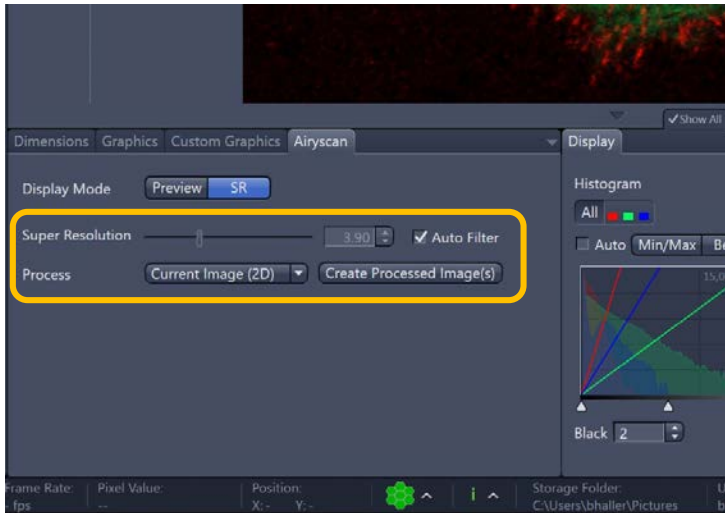 Show All
Dimensions Graphics Custom Graphics Airyscan
Display
Display Mode Preview SR
Histogram
All
Super Resolution 3.90 Auto Filter
Auto Min/Max
Process Current Image (2D) Create Processed Image(s)
15,0
Black 2
Frame Rate: Pixel Value: Position: Storage Folder:
- fps -- X: - Y: - C:\Users\bhaller\Pictures